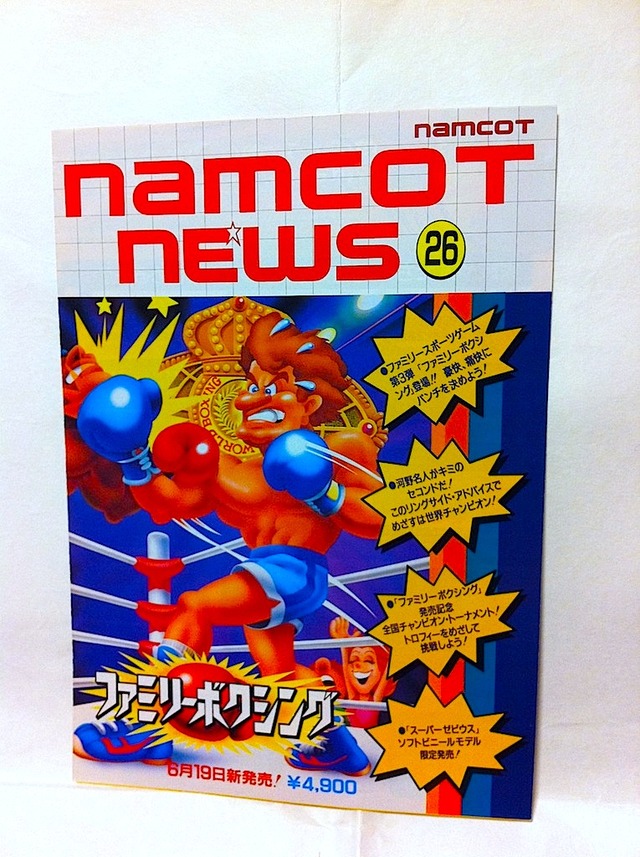 namcot
namcot
news
26
WORLD BOXING
●ファミリースポーツゲーム
第3弾「ファミリーボクシ
ング」登場!! 豪快、痛快に
パンチを決めよう!
●河野名人がキミの
セコンドだ!
このリングサイド・アドバイスで
めざすは世界チャンピオン!
●「ファミリーボクシング」
発売記念
全国チャンピオン・トーナメント!
トロフィーをめざして
挑戦しよう!
●「スーパーゼビウス」
ソフトビニールモデル
限定発売!
ファミリーボクシング
6月19日新発売! ¥4,900